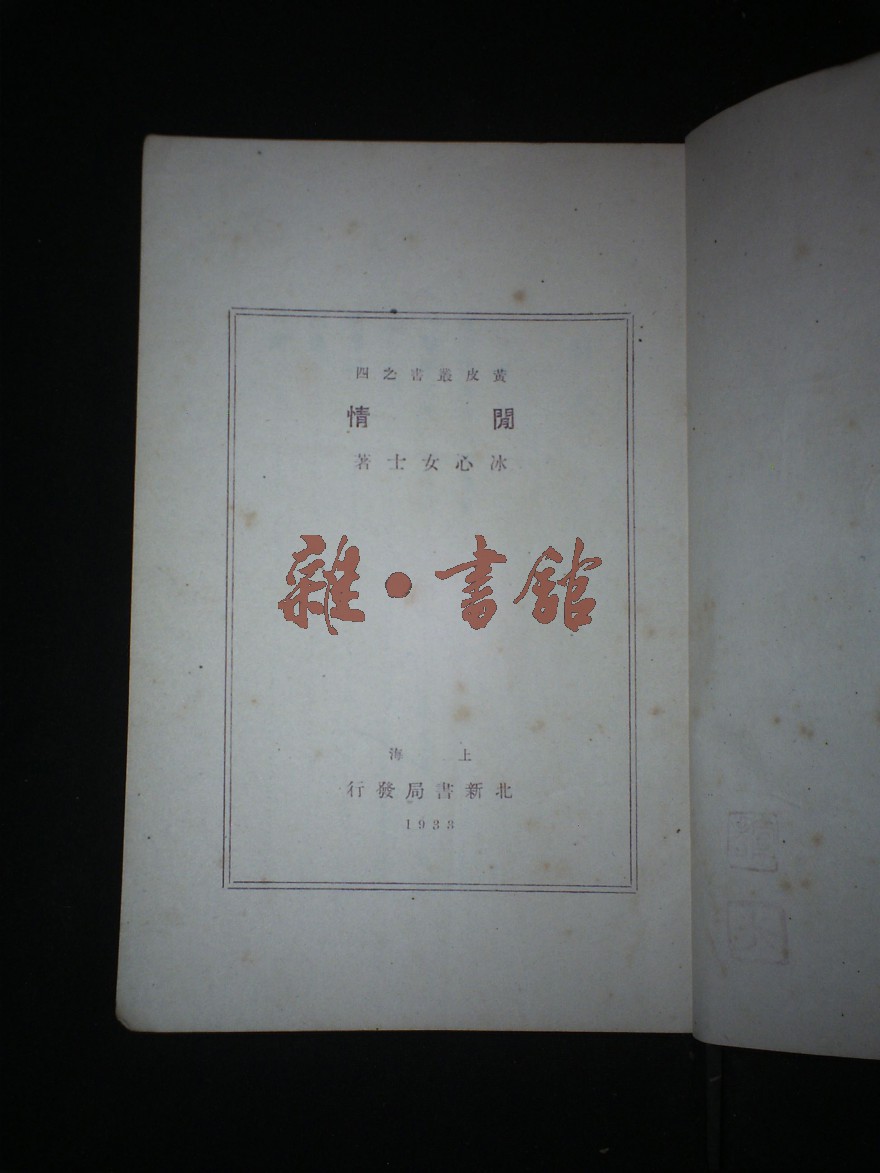 黃皮叢書之四
閒情
冰心女士著
雜•書館
上海
北新書局發行
1933